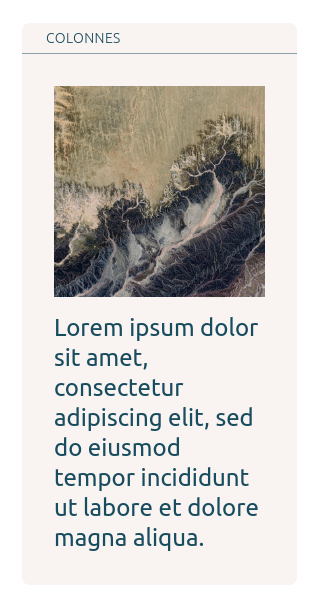 COLONNES
Lorem ipsum dolor
sit amet,
consectetur
adipiscing elit, sed
do eiusmod
tempor incididunt
ut labore et dolore
magna aliqua.